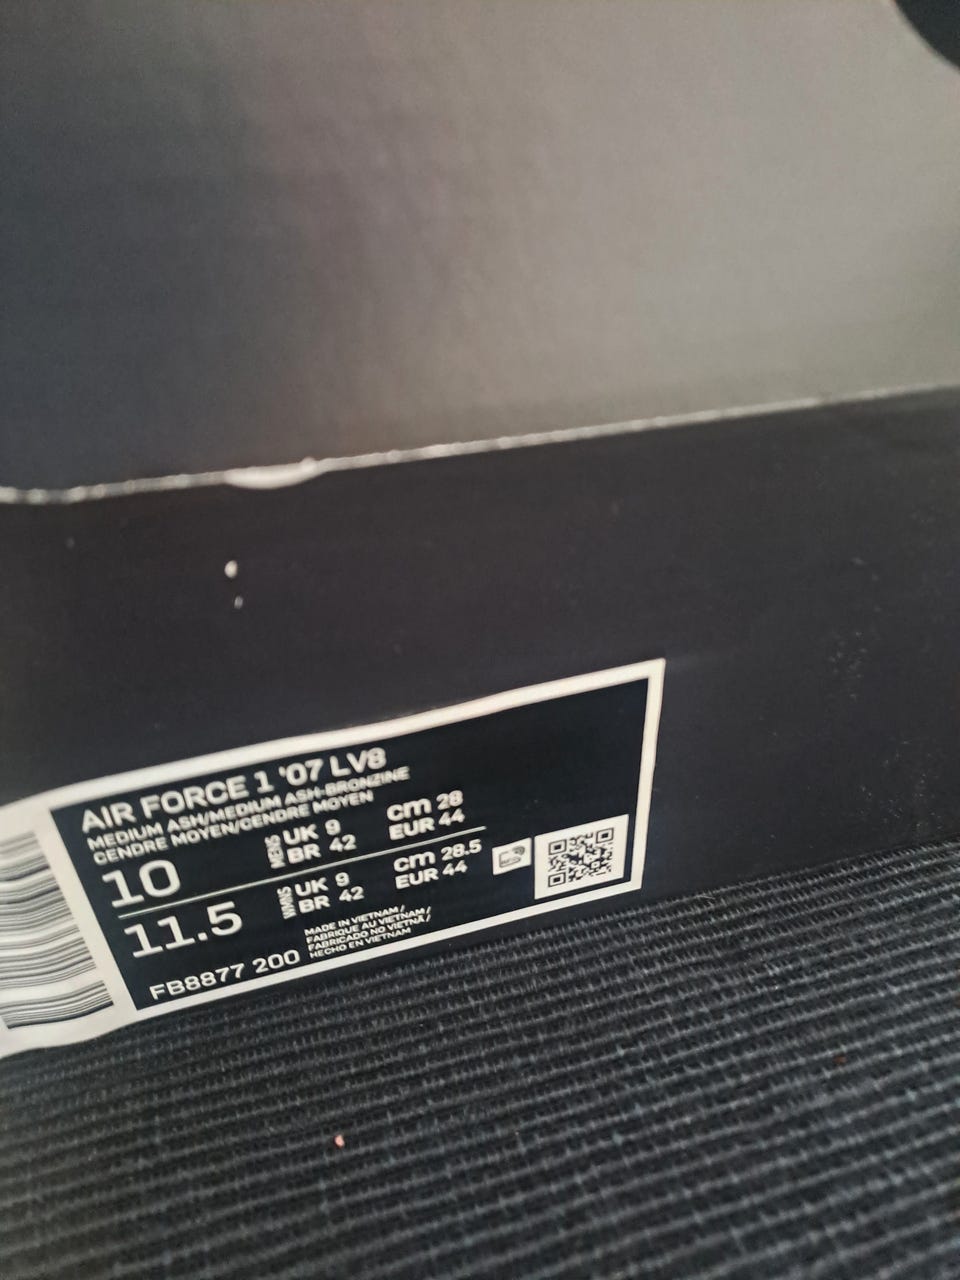 AIR FORCE 1 '07 LV8
MEDIUM ASH/MEDIUM ASH-BRONZINE
CENDRE MOYEN/CENDRE MOYEN
10 MENS UK 9 cm 28
BR 42 EUR 44
11.5 WMNS UK 9 cm 28.5
BR 42 EUR 44
FB8877 200
MADE IN VIETNAM /
FABRIQUE AU VIETNAM /
FABRICADO NO VIETNÃ /
HECHO EN VIETNAM